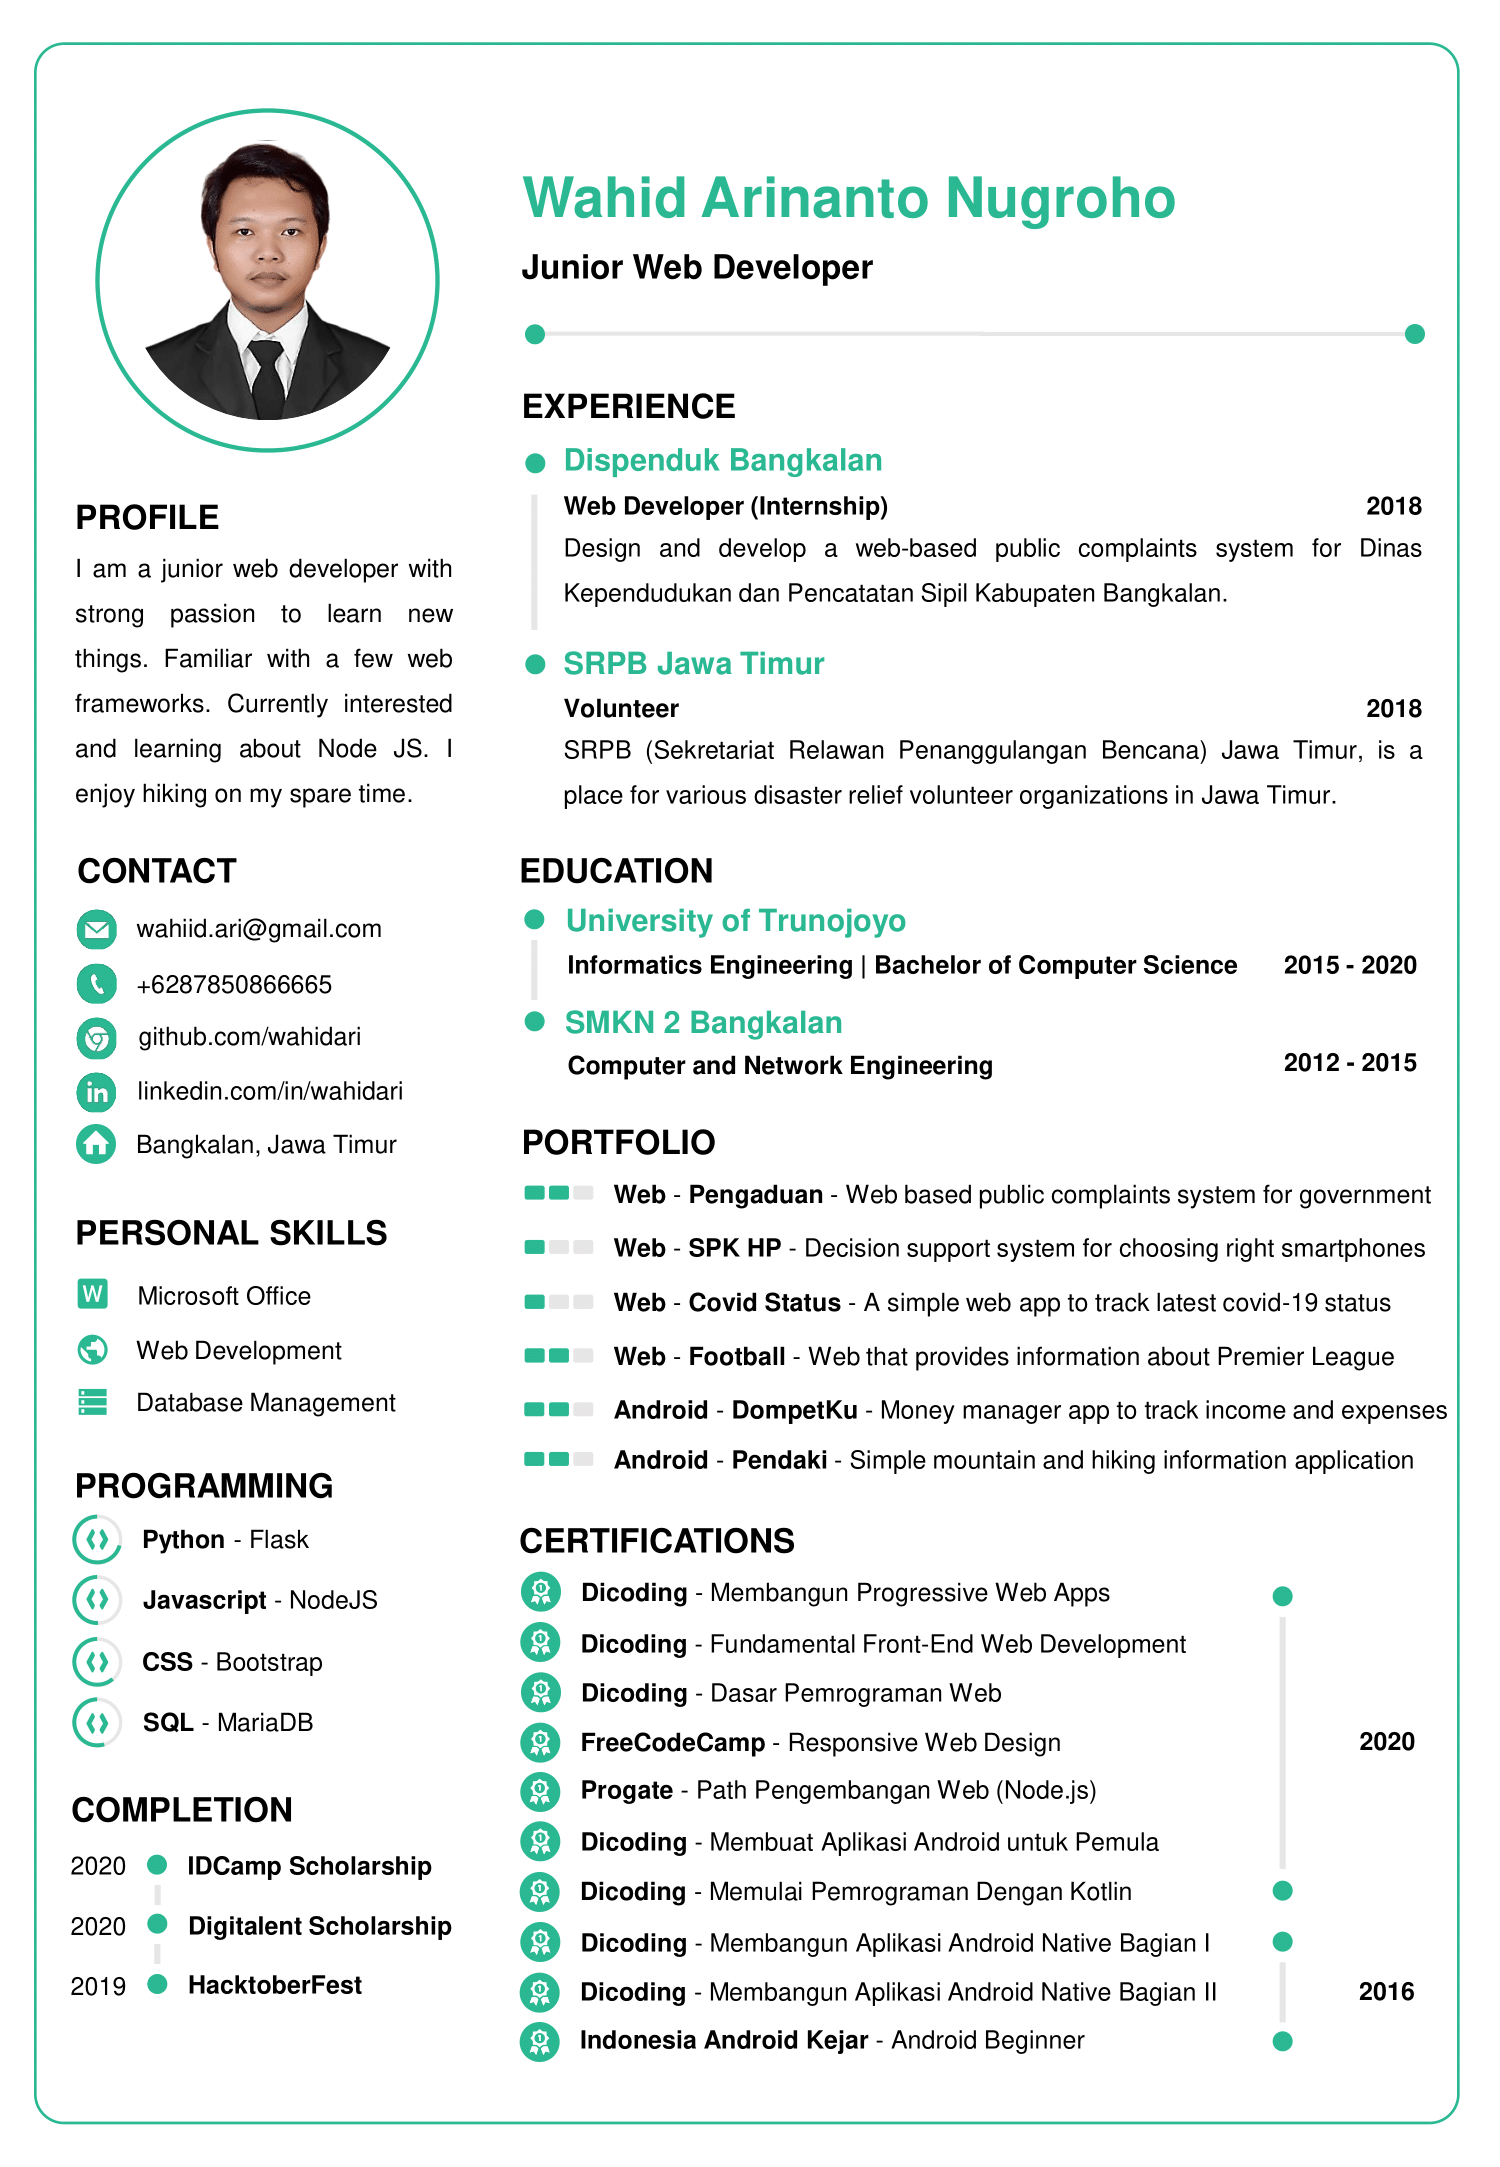 Wahid Arinanto Nugroho
Junior Web Developer
PROFILE
I am a junior web developer with
strong passion to learn new
things. Familiar with a few web
frameworks. Currently interested
and learning about Node JS. I
enjoy hiking on my spare time.
CONTACT
wahiid.ari@gmail.com
+6287850866665
github.com/wahidari
linkedin.com/in/wahidari
Bangkalan, Jawa Timur
PERSONAL SKILLS
W Microsoft Office
Web Development
Database Management
PROGRAMMING
Python - Flask
Javascript - NodeJS
CSS - Bootstrap
SQL - MariaDB
COMPLETION
2020 IDCamp Scholarship
2020 Digitalent Scholarship
2019 HacktoberFest
EXPERIENCE
Dispenduk Bangkalan
Web Developer (Internship) 2018
Design and develop a web-based public complaints system for Dinas
Kependudukan dan Pencatatan Sipil Kabupaten Bangkalan.
SRPB Jawa Timur
Volunteer 2018
SRPB (Sekretariat Relawan Penanggulangan Bencana) Jawa Timur, is a
place for various disaster relief volunteer organizations in Jawa Timur.
EDUCATION
University of Trunojoyo
Informatics Engineering | Bachelor of Computer Science 2015 - 2020
SMKN 2 Bangkalan
Computer and Network Engineering 2012 - 2015
PORTFOLIO
Web - Pengaduan - Web based public complaints system for government
Web - SPK HP - Decision support system for choosing right smartphones
Web - Covid Status - A simple web app to track latest covid-19 status
Web - Football - Web that provides information about Premier League
Android - DompetKu - Money manager app to track income and expenses
Android - Pendaki - Simple mountain and hiking information application
CERTIFICATIONS
Dicoding - Membangun Progressive Web Apps
Dicoding - Fundamental Front-End Web Development
Dicoding - Dasar Pemrograman Web
FreeCodeCamp - Responsive Web Design 2020
Progate - Path Pengembangan Web (Node.js)
Dicoding - Membuat Aplikasi Android untuk Pemula
Dicoding - Memulai Pemrograman Dengan Kotlin
Dicoding - Membangun Aplikasi Android Native Bagian I
Dicoding - Membangun Aplikasi Android Native Bagian II 2016
Indonesia Android Kejar - Android Beginner